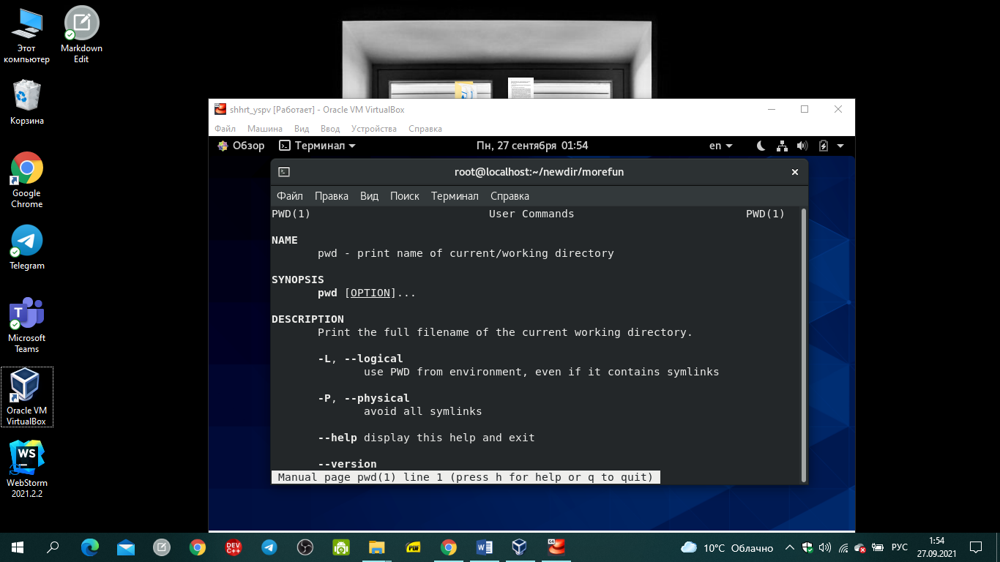 Этот
компьютер
Markdown
Edit
Корзина
Google
Chrome
Telegram
Microsoft
Teams
Oracle VM
VirtualBox
WS
WebStorm
2021.2.2
shhrt_yspv [Работает] - Oracle VM VirtualBox
Файл Машина Вид Ввод Устройства Справка
Обзор Терминал Пн, 27 сентября 01:54 en
root@localhost:~/newdir/morefun
Файл Правка Вид Поиск Терминал Справка
PWD(1) User Commands PWD(1)
NAME
pwd - print name of current/working directory
SYNOPSIS
pwd [OPTION]...
DESCRIPTION
Print the full filename of the current working directory.
-L, --logical
use PWD from environment, even if it contains symlinks
-P, --physical
avoid all symlinks
--help display this help and exit
--version
Manual page pwd(1) line 1 (press h for help or q to quit)
DEV
C++
PDF
64
10°C Облачно
РУС
1:54
27.09.2021